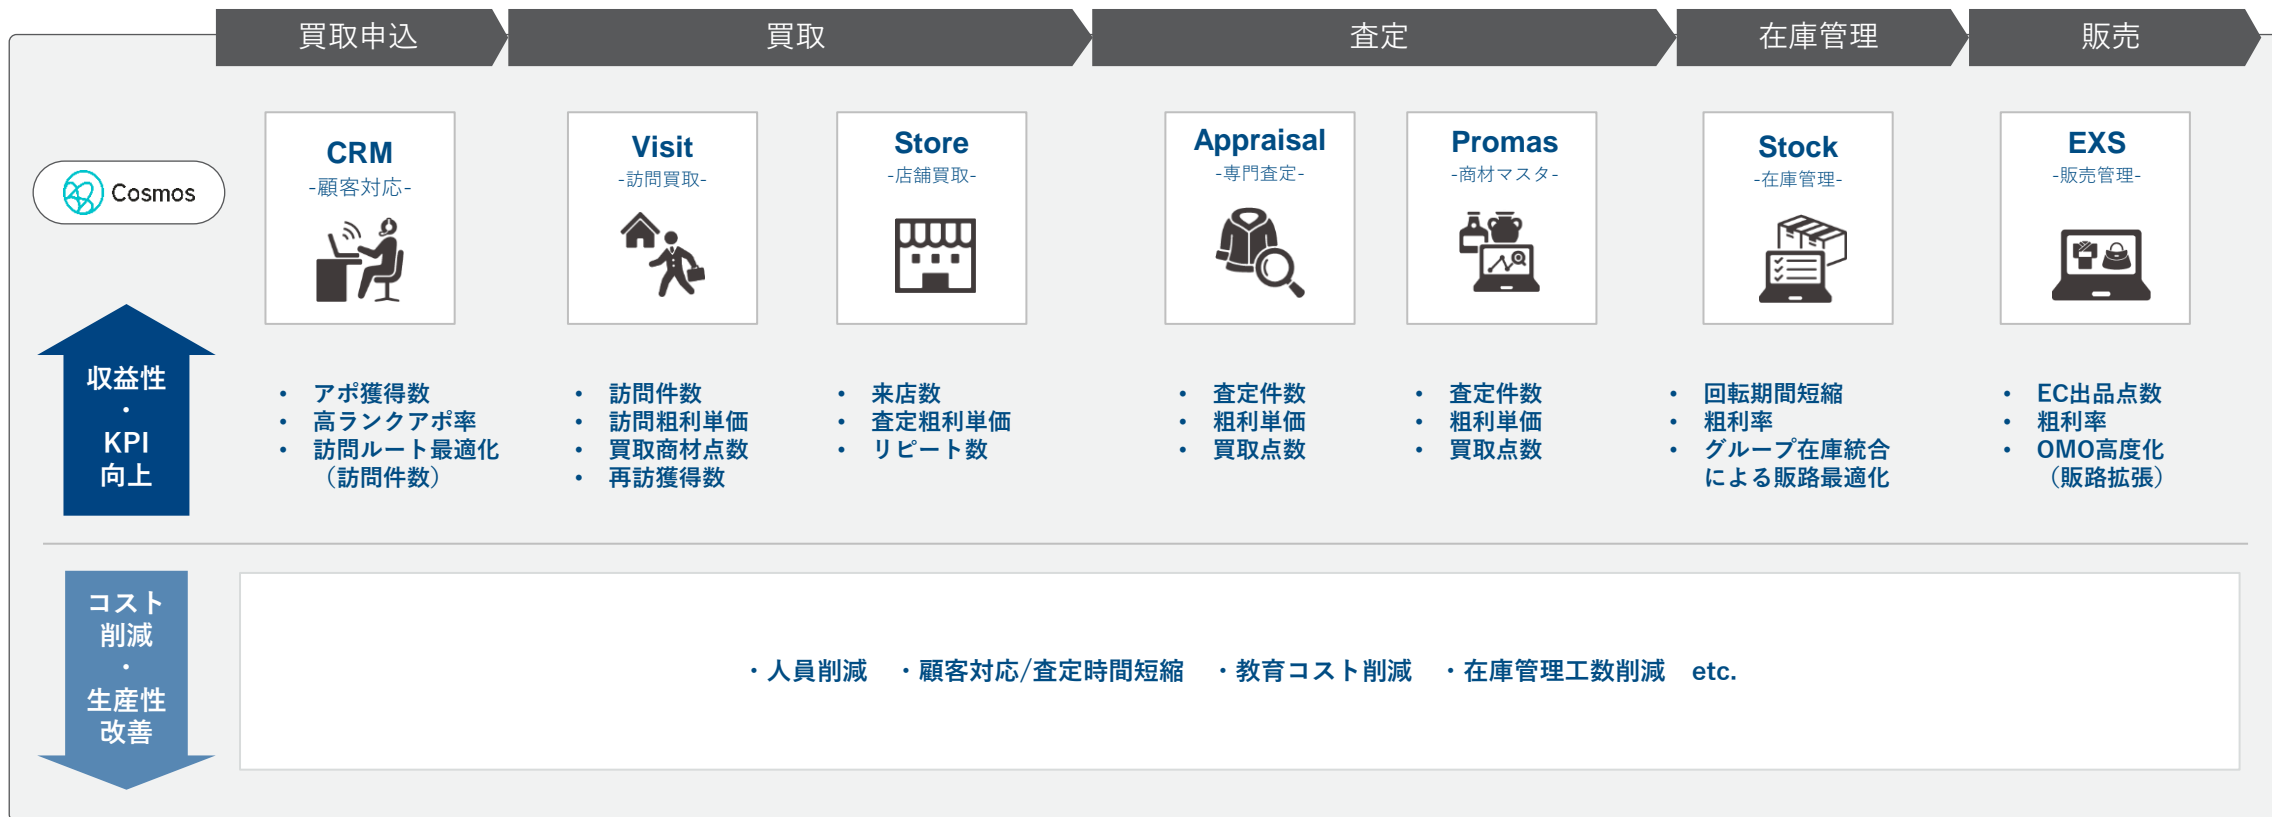 買取申込
買取
査定
在庫管理
販売
Cosmos
CRM
-顧客対応-
Visit
-訪問買取-
Store
-店舗買取-
Appraisal
-専門査定-
Promas
-商材マスタ-
Stock
-在庫管理-
EXS
-販売管理-
収益性
・
KPI
向上
• アポ獲得数
• 高ランクアポ率
• 訪問ルート最適化
（訪問件数）
• 訪問件数
• 訪問粗利単価
• 買取商材点数
• 再訪獲得数
• 来店数
• 査定粗利単価
• リピート数
• 査定件数
• 粗利単価
• 買取点数
• 査定件数
• 粗利単価
• 買取点数
• 回転期間短縮
• 粗利率
• グループ在庫統合
による販路最適化
• EC出品点数
• 粗利率
• OMO高度化
（販路拡張）
コスト
削減
・
生産性
改善
・人員削減　・顧客対応/査定時間短縮　・教育コスト削減　・在庫管理工数削減　etc.